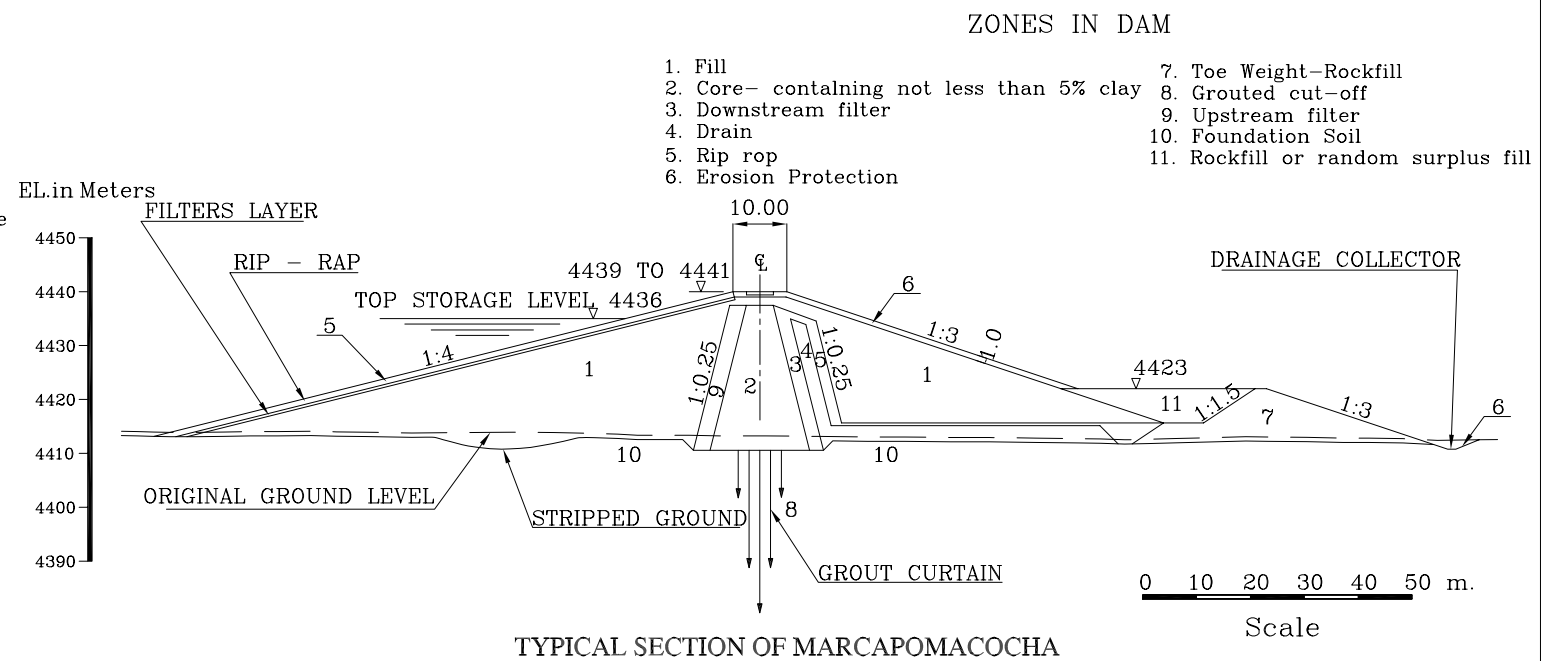 ZONES IN DAM
1. Fill
2. Core- contalning not less than 5% clay
3. Downstream filter
4. Drain
5. Rip rop
6. Erosion Protection
7. Toe Weight-Rockfill
8. Grouted cut-off
9. Upstream filter
10. Foundation Soil
11. Rockfill or random surplus fill
EL.in Meters
e
FILTERS LAYER
10.00
4450
RIP - RAP
℄
DRAINAGE COLLECTOR
4439 TO 4441
6
4440
TOP STORAGE LEVEL 4436
5
1:3
1.0
4430
1:4
1
1:0.25
9
2
3
4
5
1:0.25
1
4423
4420
11
1:1.5
7
1:3
6
4410
10
10
ORIGINAL GROUND LEVEL
4400
STRIPPED GROUND
8
4390
GROUT CURTAIN
0 10 20 30 40 50 m.
Scale
TYPICAL SECTION OF MARCAPOMACOCHA